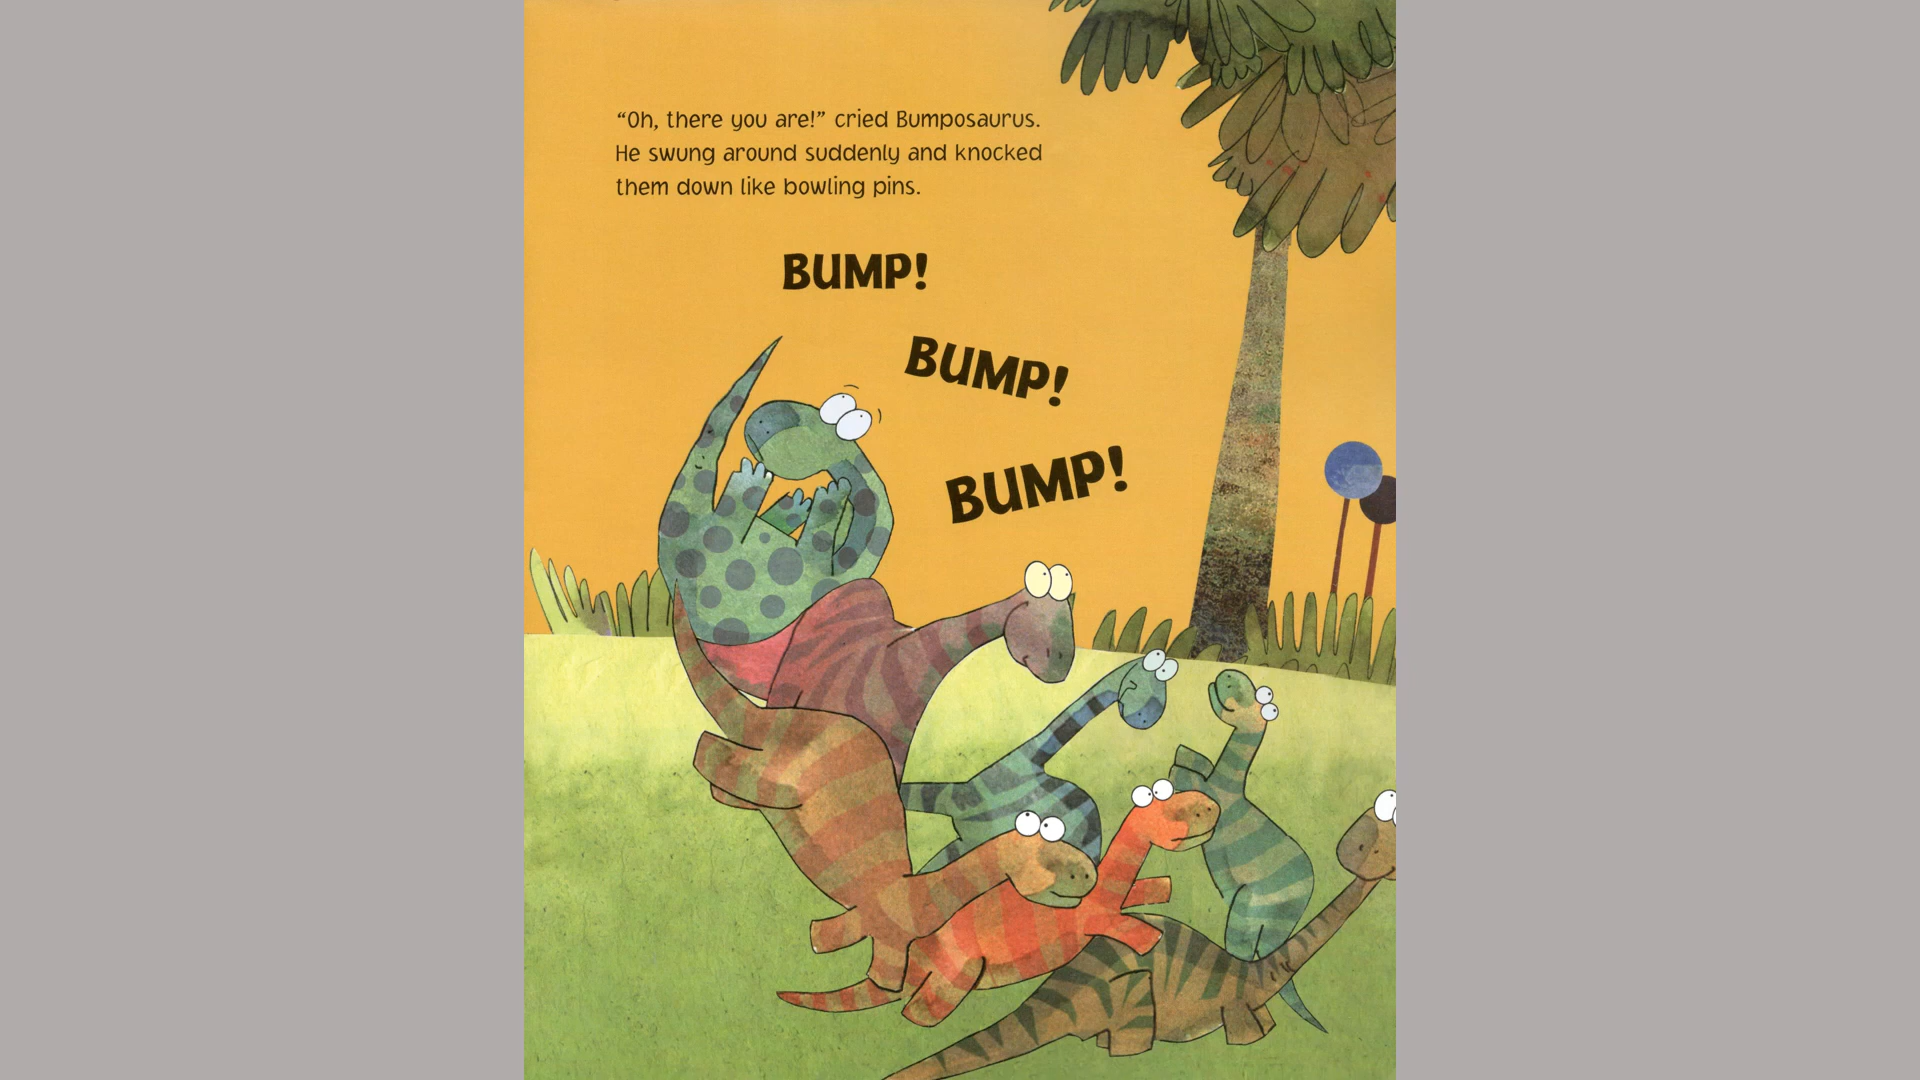 “Oh, there you are!” cried Bumposaurus.
He swung around suddenly and knocked
them down like bowling pins.
BUMP!
BUMP!
BUMP!